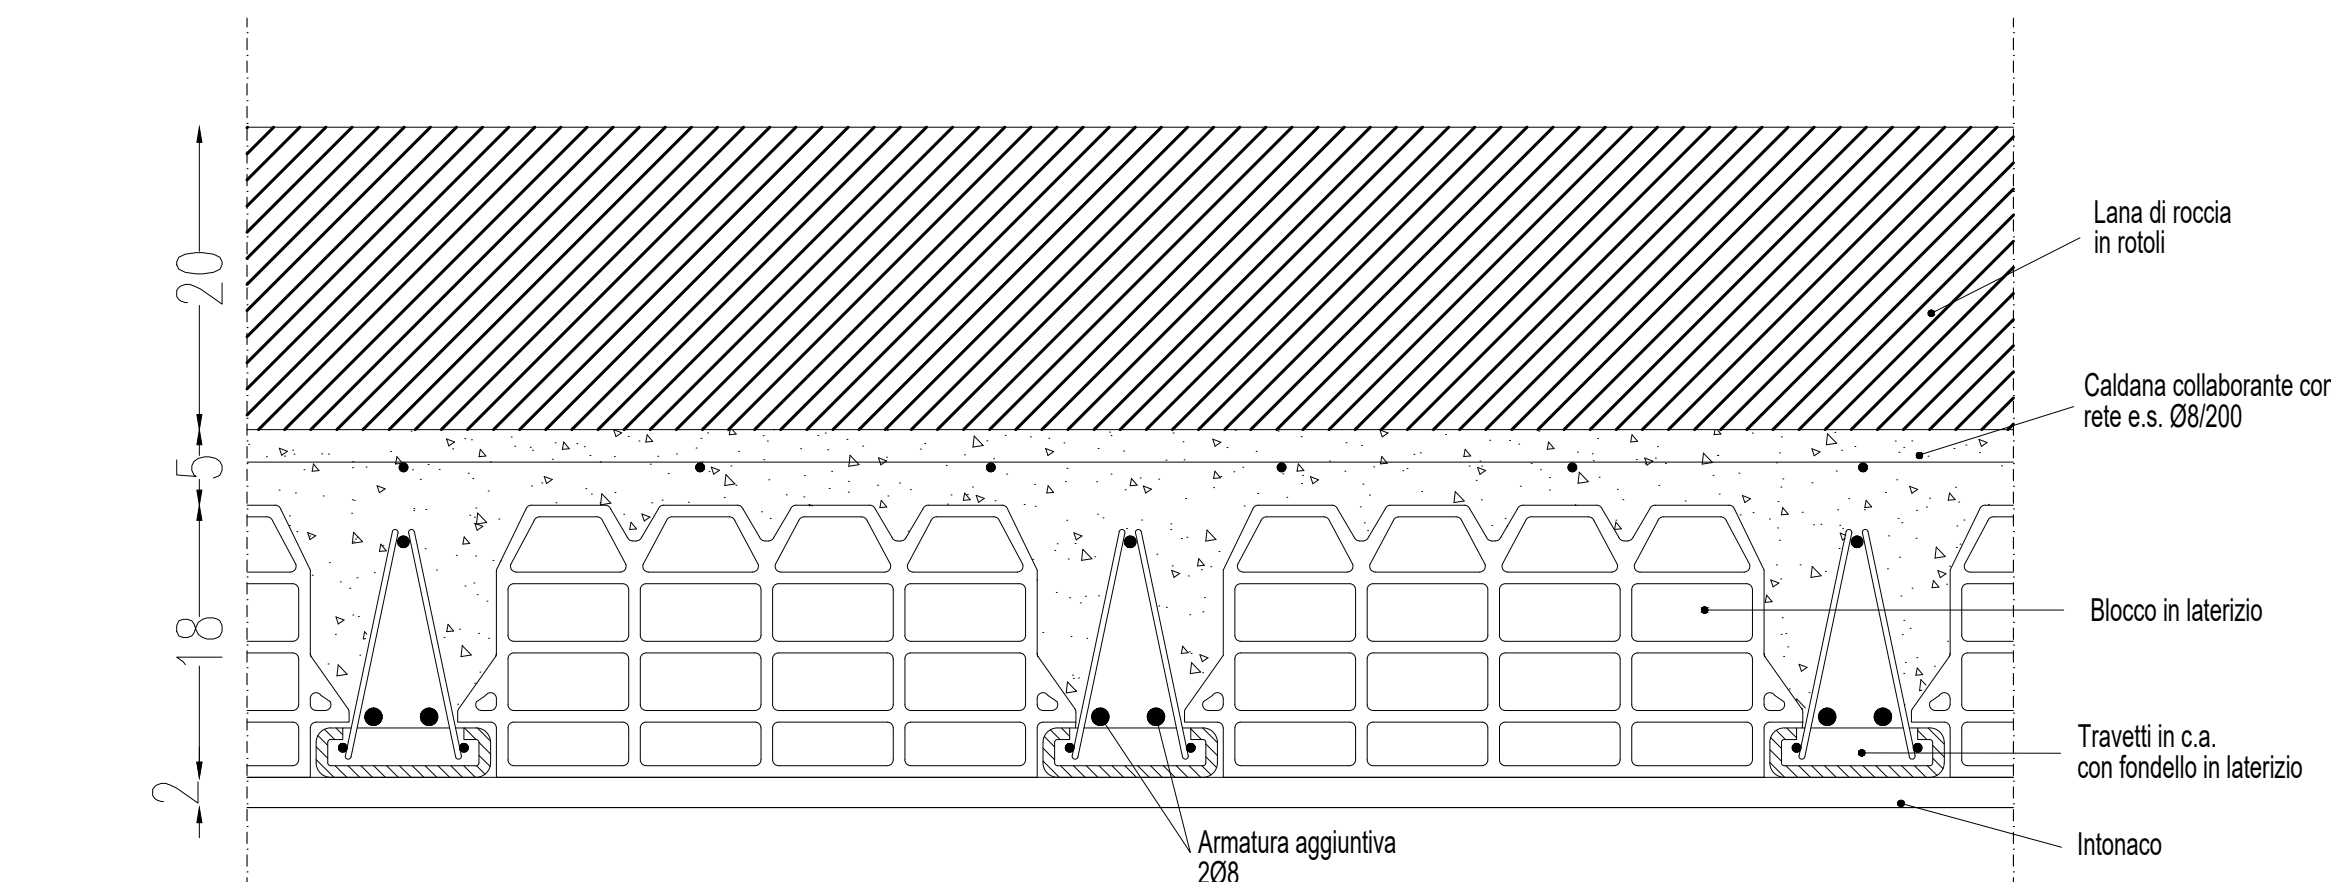 20
5
18
2
Lana di roccia
in rotoli
Caldana collaborante con
rete e.s. Ø8/200
Blocco in laterizio
Travetti in c.a.
con fondello in laterizio
Intonaco
Armatura aggiuntiva
2Ø8